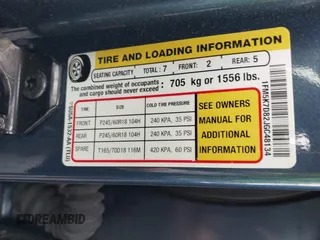 TIRE AND LOADING INFORMATION
SEATING CAPACITY TOTAL: 7 FRONT: 2 REAR: 5
The combined weight of occupants and cargo should never exceed : 705 kg or 1556 lbs.
TIRE SIZE COLD TIRE PRESSURE
FRONT P245/60R18 104H 240 KPA, 35 PSI
REAR P245/60R18 104H 240 KPA, 35 PSI
SPARE T165/70D18 116M 420 KPA, 60 PSI
SEE OWNERS
MANUAL FOR
ADDITIONAL
INFORMATION
AUTO DREAMBID